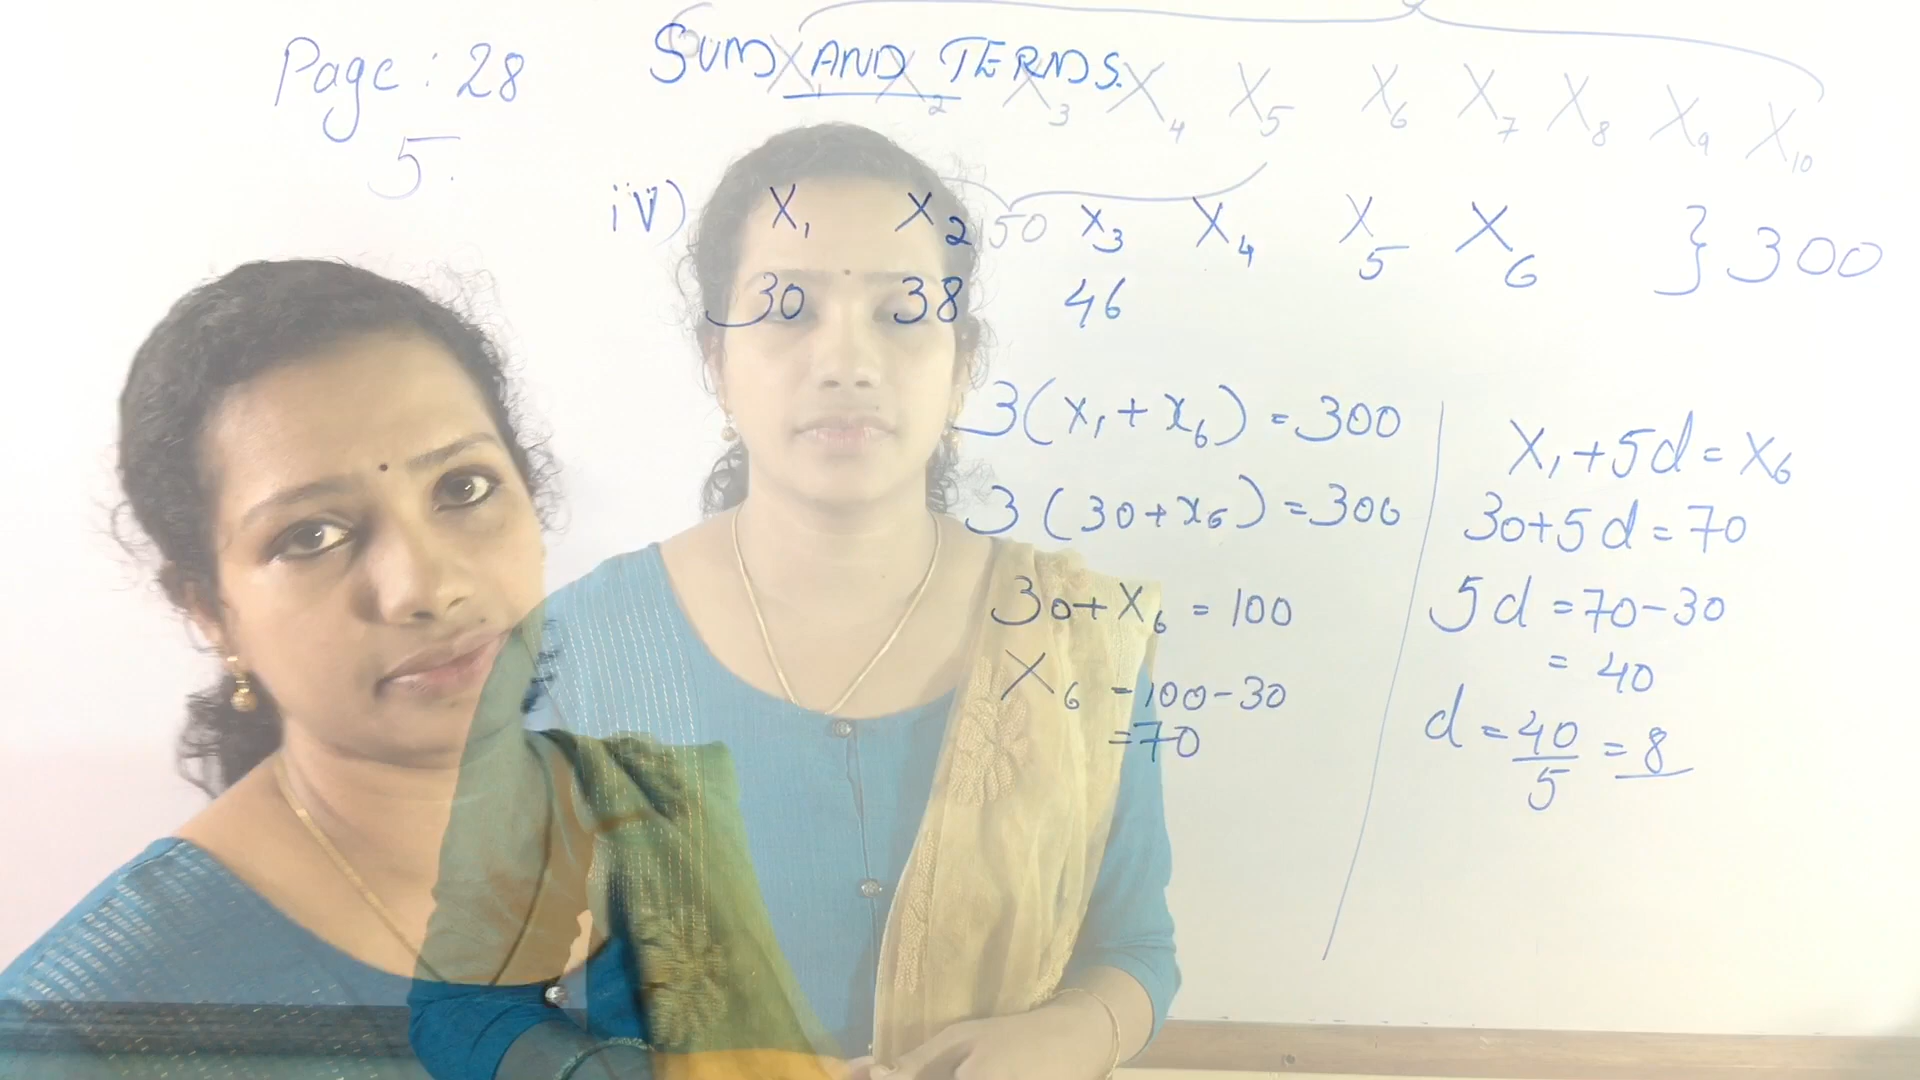 Page : 28
5.
SUM AND TERMS.
X₁ X₂ X₃ X₄ X₅ X₆ X₇ X₈ X₉ X₁₀
150
iv) X₁ X₂ X₃ X₄ X₅ X₆ } 300
30 38 46
3(x₁ + x₆) = 300
3 (30 + x₆) = 300
30 + X₆ = 100
X₆ = 100 - 30
= 70
X₁ + 5d = X₆
30 + 5d = 70
5d = 70 - 30
= 40
d = 40/5 = 8